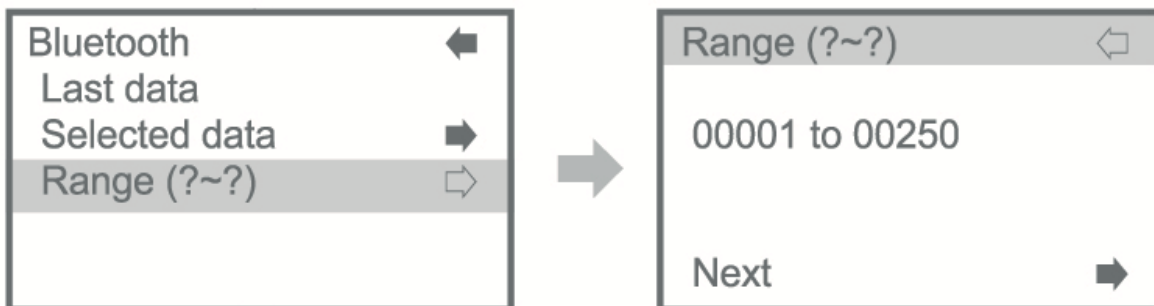 Bluetooth
Last data
Selected data
Range (?~?)
Range (?~?)
00001 to 00250
Next